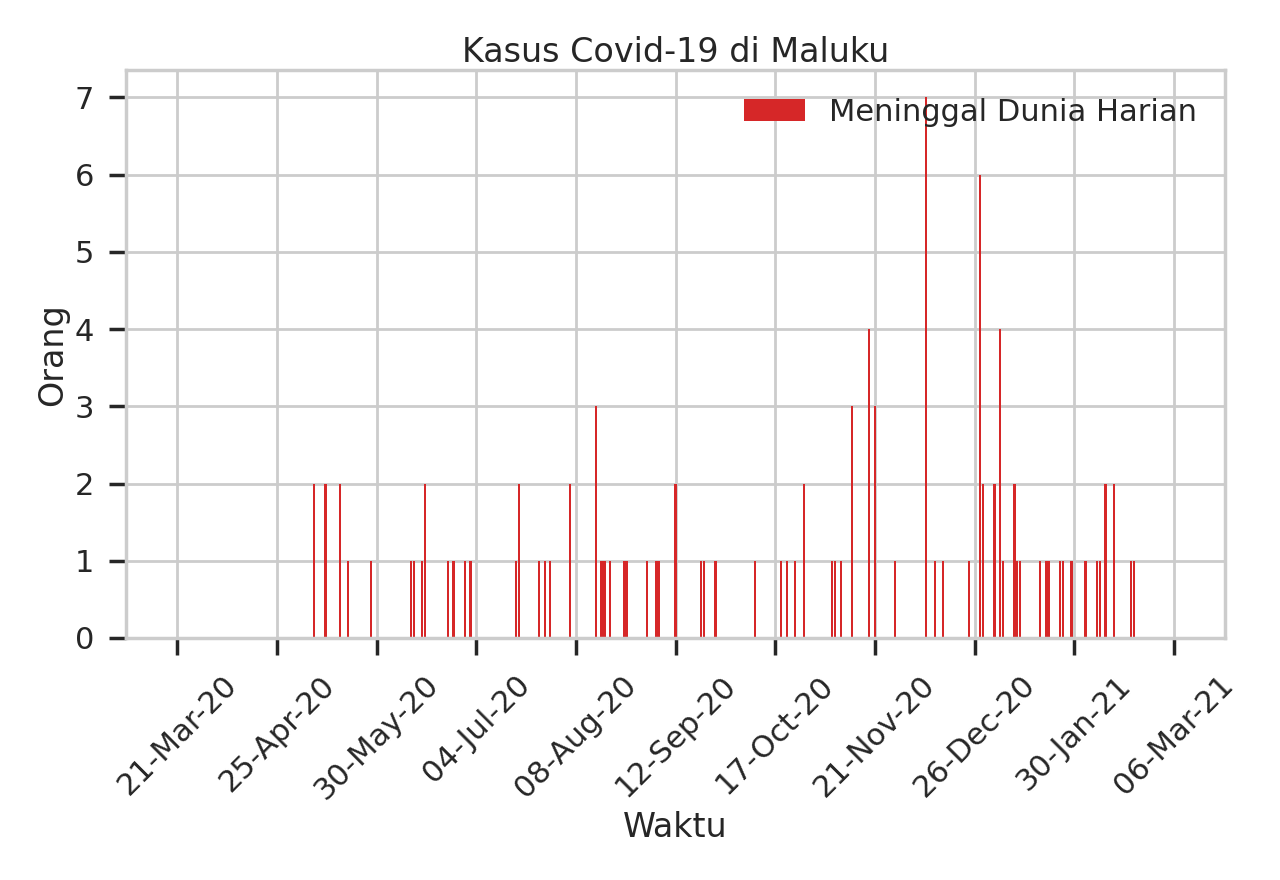 Kasus Covid-19 di Maluku
Meninggal Dunia Harian
Orang
7
6
5
4
3
2
1
0
21-Mar-20
25-Apr-20
30-May-20
04-Jul-20
08-Aug-20
12-Sep-20
17-Oct-20
21-Nov-20
26-Dec-20
30-Jan-21
06-Mar-21
Waktu